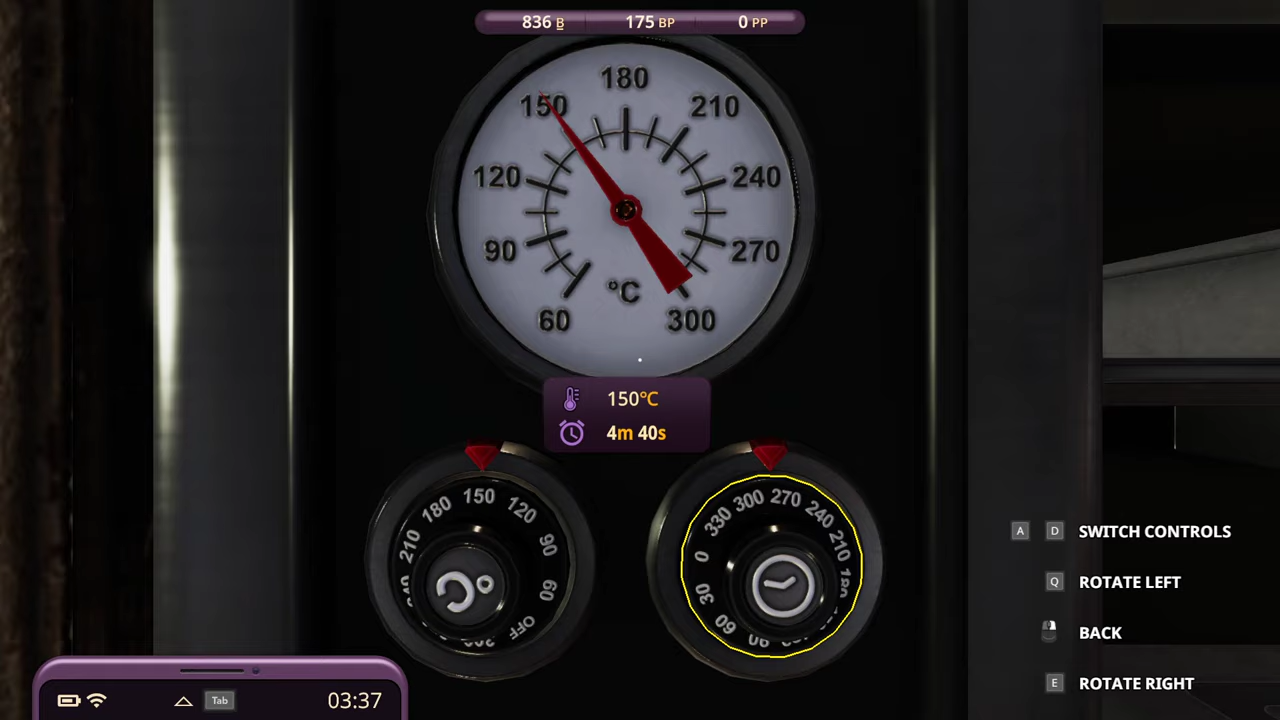 836 B 175 BP 0 PP
180
150 210
120 240
90 270
°C
60 300
150°C
4m 40s
210 180 150 120 90 60 OFF
30 0 330 300 270 240 210 180
60 90
A D SWITCH CONTROLS
Q ROTATE LEFT
BACK
E ROTATE RIGHT
Tab 03:37